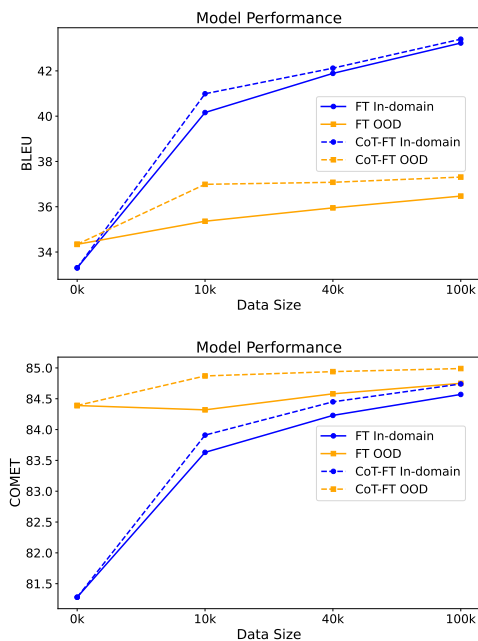 Model Performance
42
40
38
36
34
BLEU
FT In-domain
FT OOD
CoT-FT In-domain
CoT-FT OOD
0k 10k 40k 100k
Data Size
Model Performance
85.0
84.5
84.0
83.5
83.0
82.5
82.0
81.5
COMET
FT In-domain
FT OOD
CoT-FT In-domain
CoT-FT OOD
0k 10k 40k 100k
Data Size